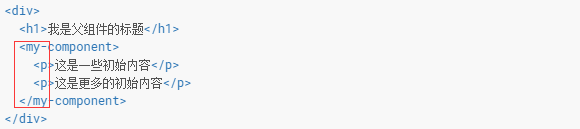 <div>
  <h1>我是父组件的标题</h1>
  <my-component>
    <p>这是一些初始内容</p>
    <p>这是更多的初始内容</p>
  </my-component>
</div>